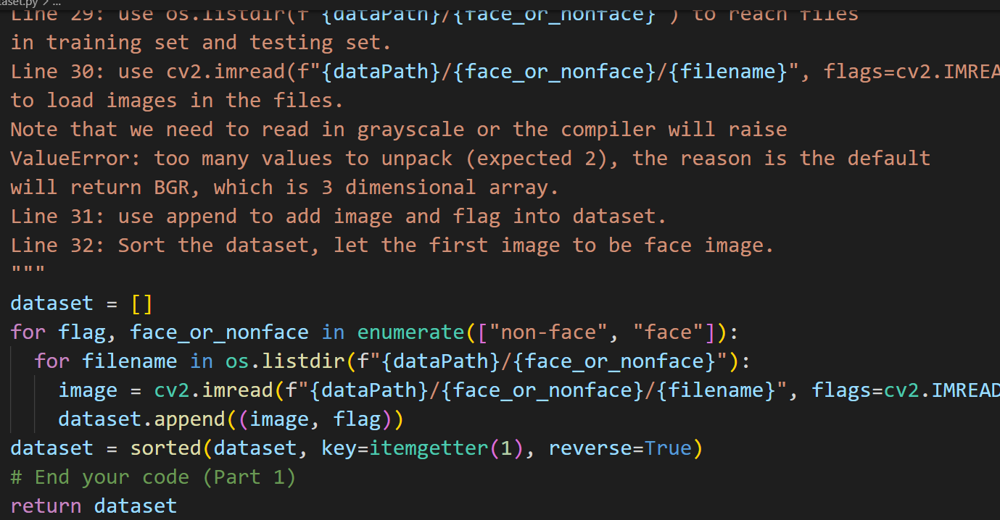 taset.py > ...
Line 29: use os.listdir(f"{dataPath}/{face_or_nonface}") to reach files
in training set and testing set.
Line 30: use cv2.imread(f"{dataPath}/{face_or_nonface}/{filename}", flags=cv2.IMREA
to load images in the files.
Note that we need to read in grayscale or the compiler will raise
ValueError: too many values to unpack (expected 2), the reason is the default
will return BGR, which is 3 dimensional array.
Line 31: use append to add image and flag into dataset.
Line 32: Sort the dataset, let the first image to be face image.
"""
dataset = []
for flag, face_or_nonface in enumerate(["non-face", "face"]):
for filename in os.listdir(f"{dataPath}/{face_or_nonface}"):
image = cv2.imread(f"{dataPath}/{face_or_nonface}/{filename}", flags=cv2.IMREAD
dataset.append((image, flag))
dataset = sorted(dataset, key=itemgetter(1), reverse=True)
# End your code (Part 1)
return dataset